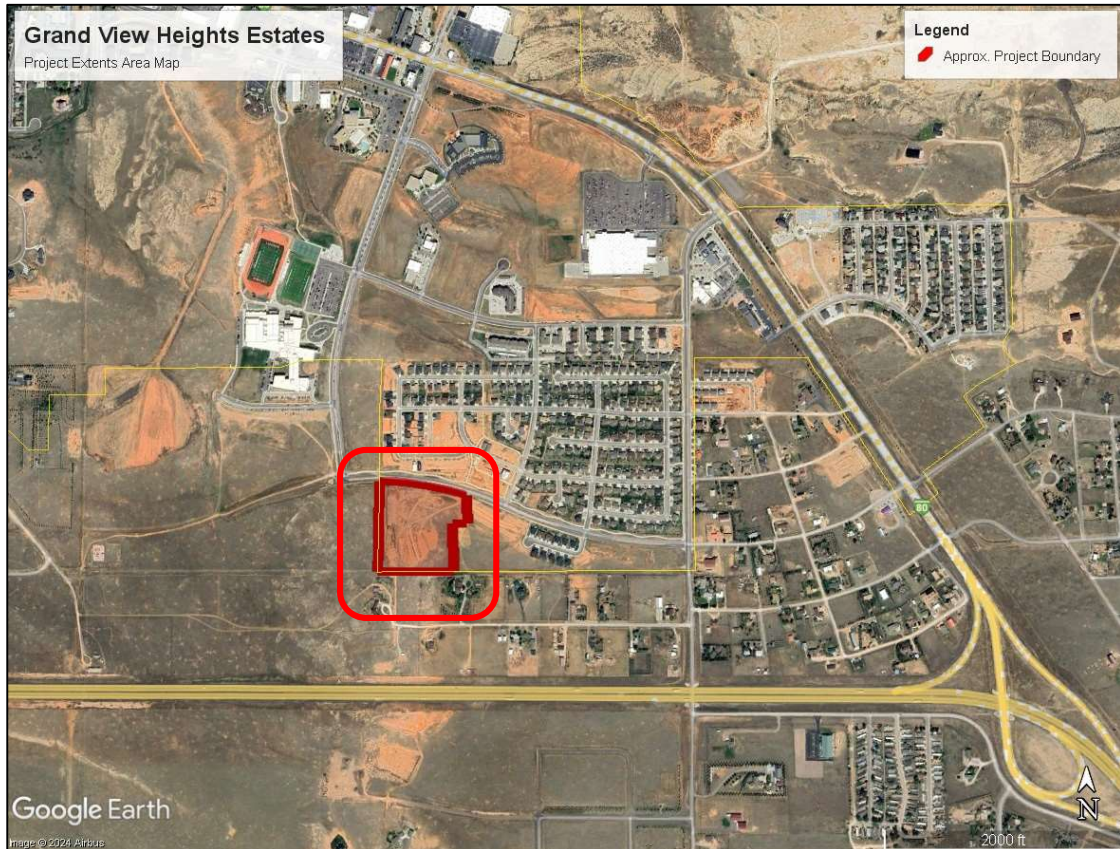 Grand View Heights Estates
Project Extents Area Map
Legend
Approx. Project Boundary
80
Google Earth
N
Image © 2024 Airbus
2000 ft